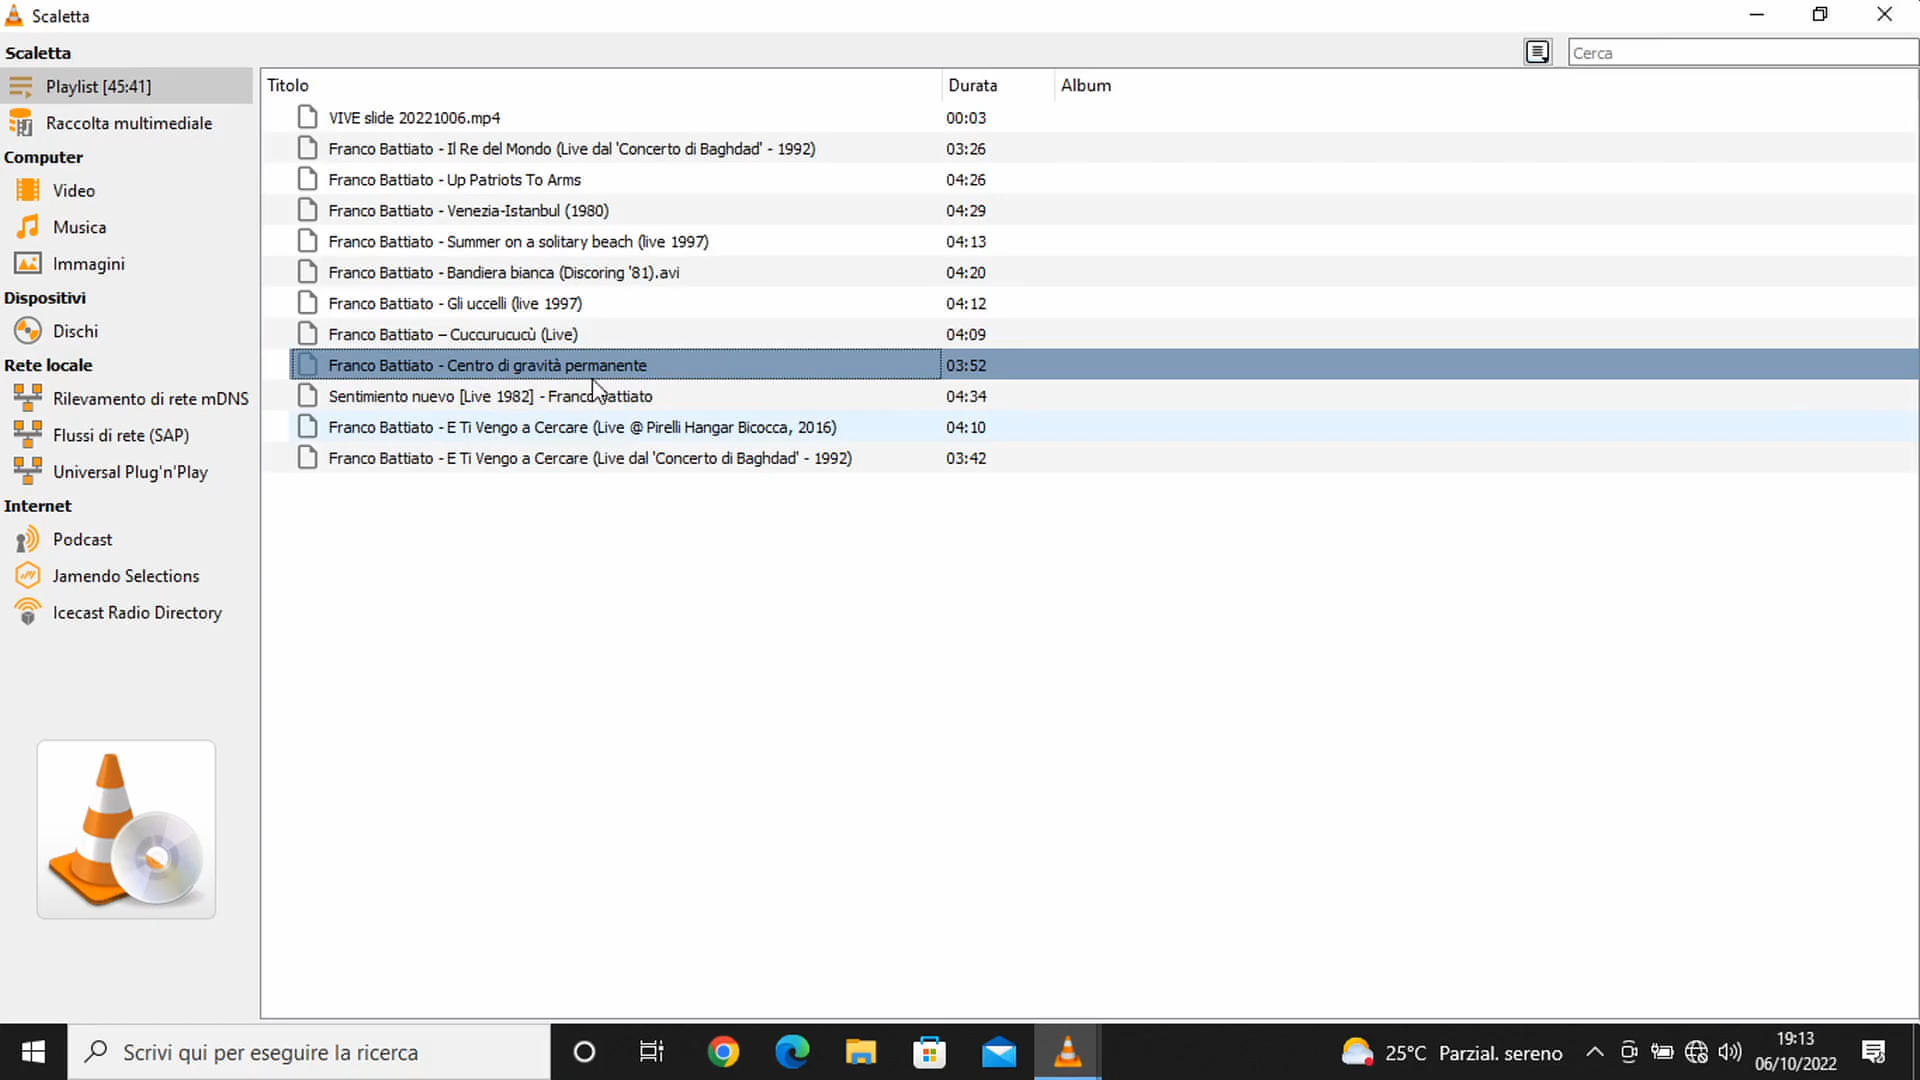 Scaletta
Scaletta
Cerca
Playlist [45:41]
Raccolta multimediale
Computer
Video
Musica
Immagini
Dispositivi
Dischi
Rete locale
Rilevamento di rete mDNS
Flussi di rete (SAP)
Universal Plug'n'Play
Internet
Podcast
Jamendo Selections
Icecast Radio Directory
Titolo Durata Album
VIVE slide 20221006.mp4 00:03
Franco Battiato - Il Re del Mondo (Live dal 'Concerto di Baghdad' - 1992) 03:26
Franco Battiato - Up Patriots To Arms 04:26
Franco Battiato - Venezia-Istanbul (1980) 04:29
Franco Battiato - Summer on a solitary beach (live 1997) 04:13
Franco Battiato - Bandiera bianca (Discoring '81).avi 04:20
Franco Battiato - Gli uccelli (live 1997) 04:12
Franco Battiato – Cuccurucucù (Live) 04:09
Franco Battiato - Centro di gravità permanente 03:52
Sentimiento nuevo [Live 1982] - Franco Battiato 04:34
Franco Battiato - E Ti Vengo a Cercare (Live @ Pirelli Hangar Bicocca, 2016) 04:10
Franco Battiato - E Ti Vengo a Cercare (Live dal 'Concerto di Baghdad' - 1992) 03:42
Scrivi qui per eseguire la ricerca
25°C Parzial. sereno
19:13
06/10/2022